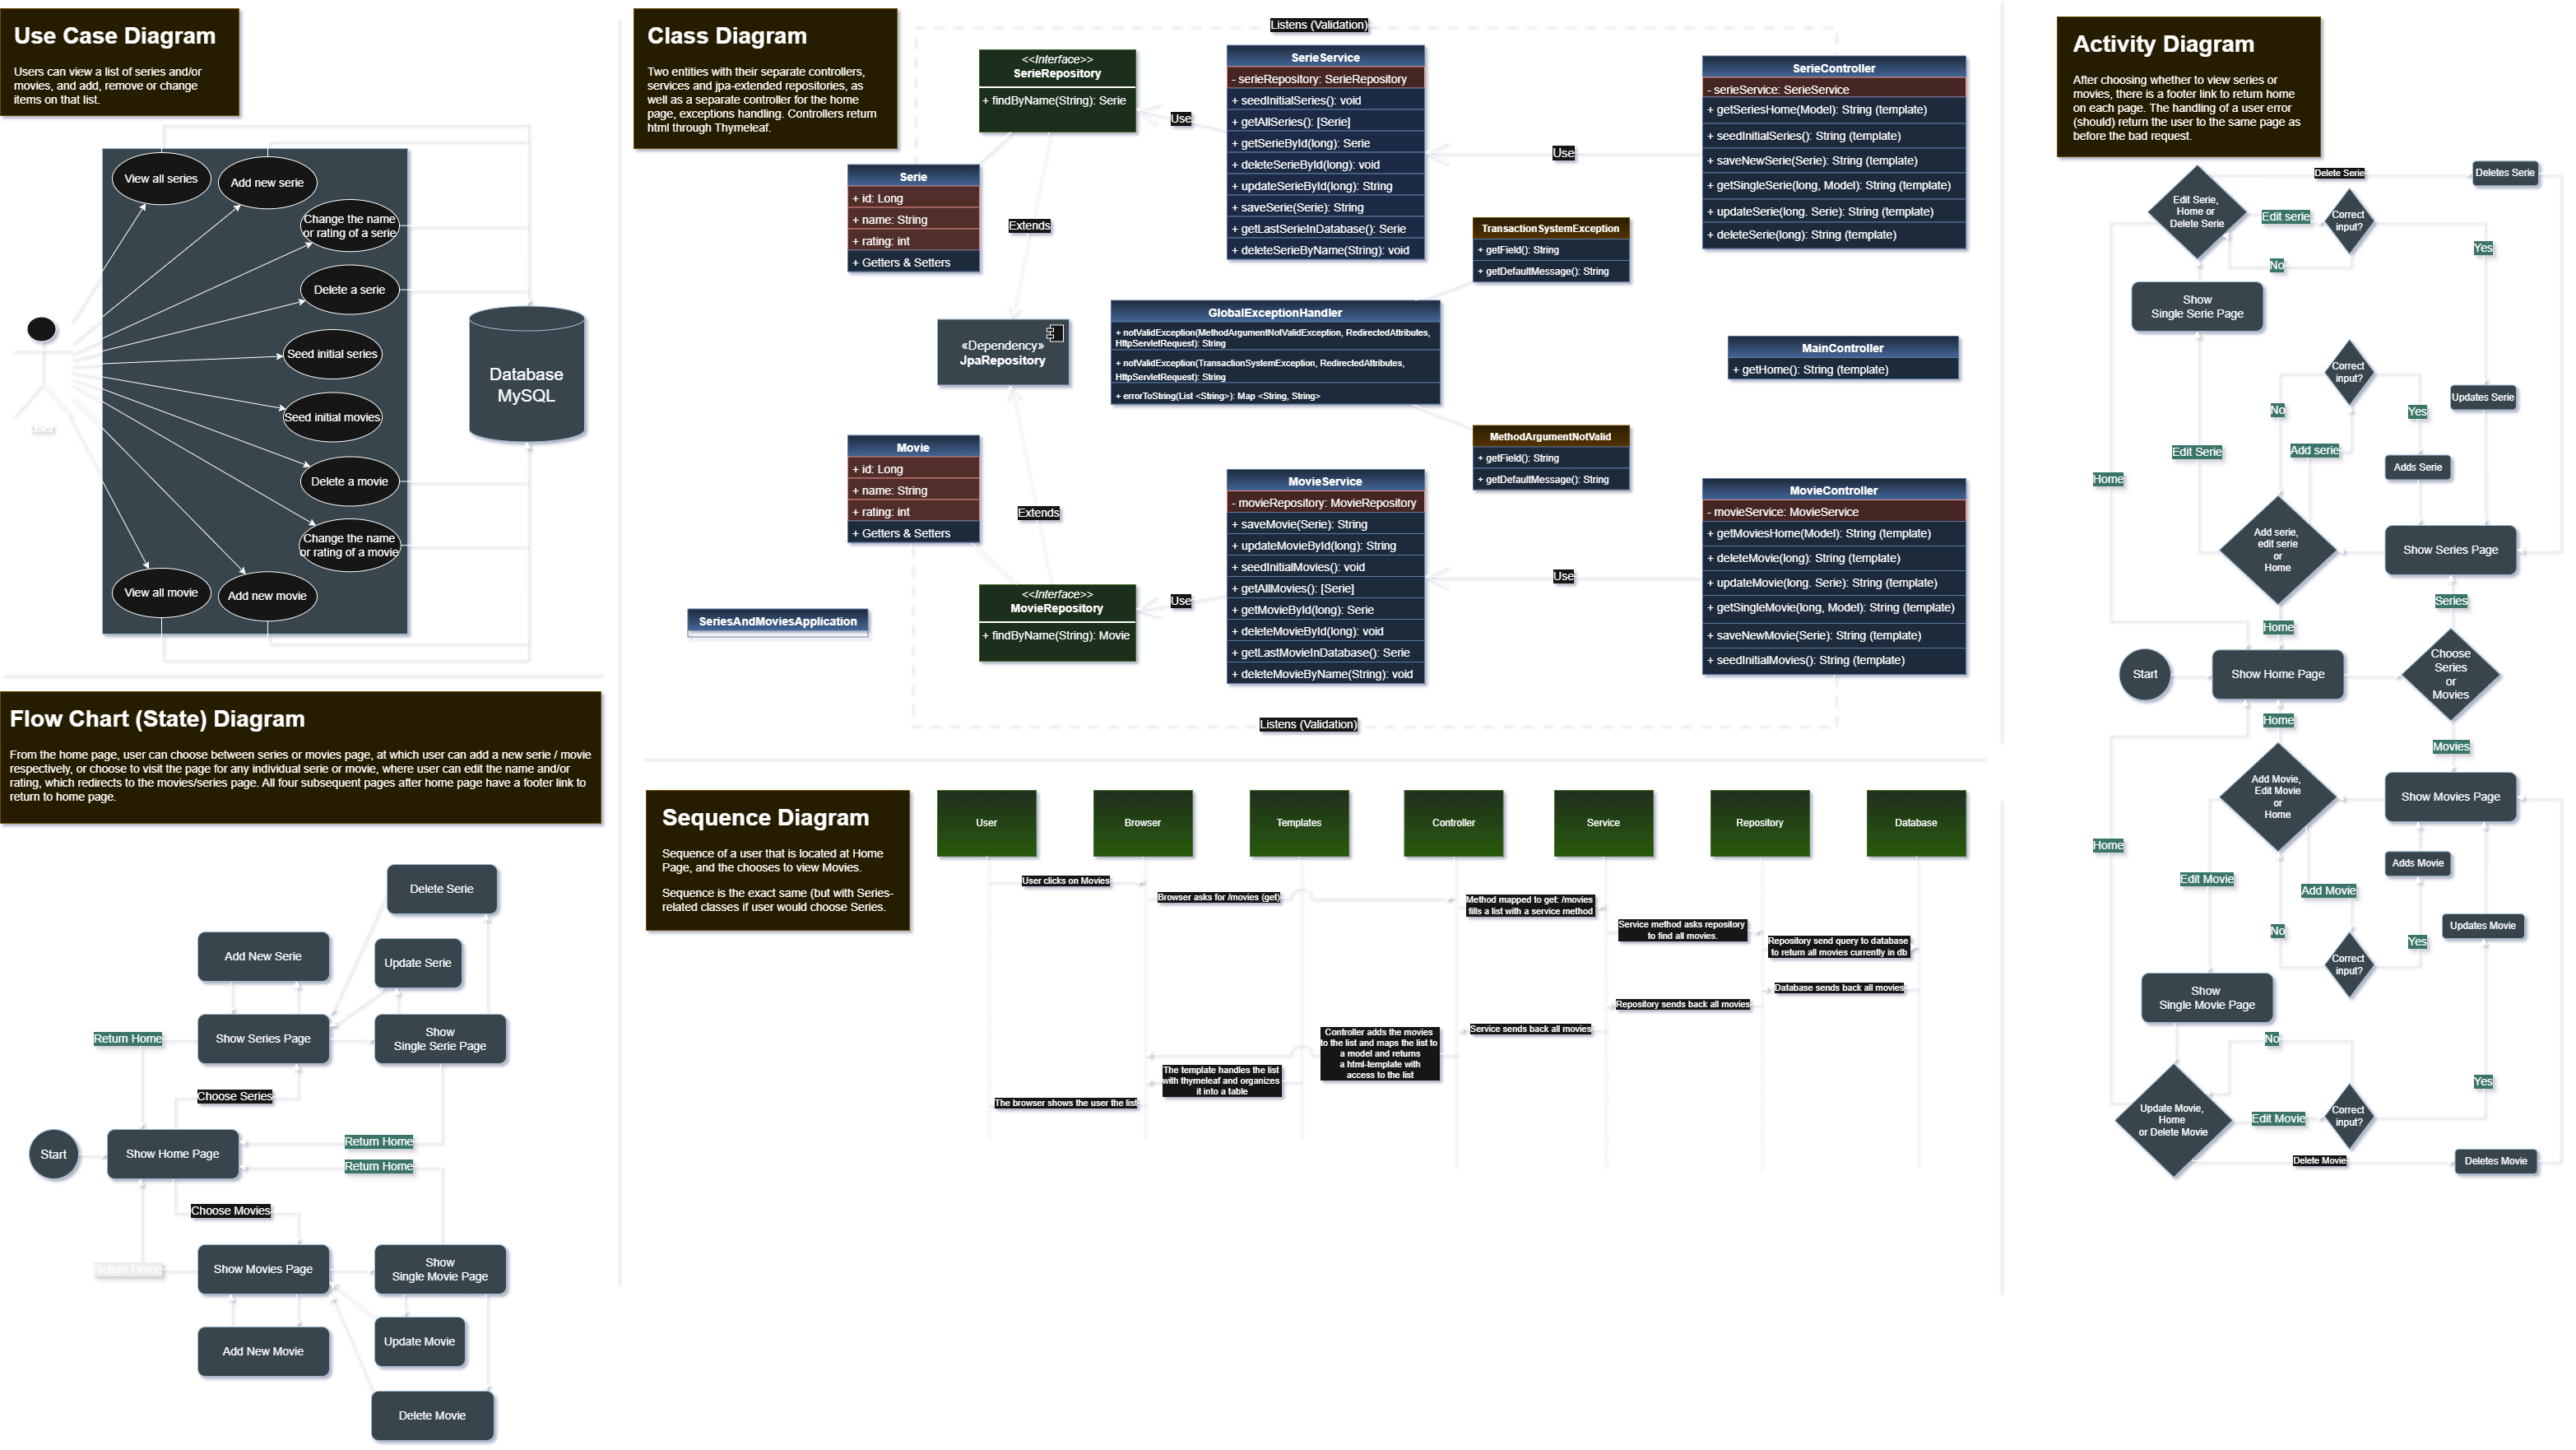 Use Case Diagram
Users can view a list of series and/or
movies, and add, remove or change
items on that list.
View all series
Add new serie
Change the name
or rating of a serie
Delete a serie
Seed initial series
Seed initial movies
Delete a movie
Change the name
or rating of a movie
View all movie
Add new movie
User
Database
MySQL
Flow Chart (State) Diagram
From the home page, user can choose between series or movies page, at which user can add a new serie / movie
respectively, or choose to visit the page for any individual serie or movie, where user can edit the name and/or
rating, which redirects to the movies/series page. All four subsequent pages after home page have a footer link to
return to home page.
Delete Serie
Add New Serie
Update Serie
Show Series Page
Show
Single Serie Page
Return Home
Choose Series
Start
Show Home Page
Return Home
Return Home
Choose Movies
Return Home
Show Movies Page
Show
Single Movie Page
Add New Movie
Update Movie
Delete Movie
Class Diagram
Two entities with their separate controllers,
services and jpa-extended repositories, as
well as a separate controller for the home
page, exceptions handling. Controllers return
html through Thymeleaf.
Listens (Validation)
<<Interface>>
SerieRepository
+ findByName(String): Serie
Use
SerieService
- serieRepository: SerieRepository
+ seedInitialSeries(): void
+ getAllSeries(): [Serie]
+ getSerieById(long): Serie
+ deleteSerieById(long): void
+ updateSerieById(long): String
+ saveSerie(Serie): String
+ getLastSerieInDatabase(): Serie
+ deleteSerieByName(String): void
Use
SerieController
- serieService: SerieService
+ getSeriesHome(Model): String (template)
+ seedInitialSeries(): String (template)
+ saveNewSerie(Serie): String (template)
+ getSingleSerie(long, Model): String (template)
+ updateSerie(long. Serie): String (template)
+ deleteSerie(long): String (template)
Serie
+ id: Long
+ name: String
+ rating: int
+ Getters & Setters
Extends
TransactionSystemException
+ getField(): String
+ getDefaultMessage(): String
«Dependency»
JpaRepository
GlobalExceptionHandler
+ notValidException(MethodArgumentNotValidException, RedirectedAttributes,
HttpServletRequest): String
+ notValidException(TransactionSystemException, RedirectedAttributes,
HttpServletRequest): String
+ errorToString(List <String>): Map <String, String>
MainController
+ getHome(): String (template)
MethodArgumentNotValid
+ getField(): String
+ getDefaultMessage(): String
Movie
+ id: Long
+ name: String
+ rating: int
+ Getters & Setters
Extends
<<Interface>>
MovieRepository
+ findByName(String): Movie
Use
MovieService
- movieRepository: MovieRepository
+ saveMovie(Serie): String
+ updateMovieById(long): String
+ seedInitialMovies(): void
+ getAllMovies(): [Serie]
+ getMovieById(long): Serie
+ deleteMovieById(long): void
+ getLastMovieInDatabase(): Serie
+ deleteMovieByName(String): void
Use
MovieController
- movieService: MovieService
+ getMoviesHome(Model): String (template)
+ deleteMovie(long): String (template)
+ updateMovie(long. Serie): String (template)
+ getSingleMovie(long, Model): String (template)
+ saveNewMovie(Serie): String (template)
+ seedInitialMovies(): String (template)
SeriesAndMoviesApplication
Listens (Validation)
Sequence Diagram
Sequence of a user that is located at Home
Page, and the chooses to view Movies.
Sequence is the exact same (but with Series-
related classes if user would choose Series.
User
Browser
Templates
Controller
Service
Repository
Database
User clicks on Movies
Browser asks for /movies (get)
Method mapped to get: /movies
fills a list with a service method
Service method asks repository
to find all movies.
Repository send query to database
to return all movies currently in db
Database sends back all movies
Repository sends back all movies
Service sends back all movies
Controller adds the movies
to the list and maps the list to
a model and returns
a html-template with
access to the list
The template handles the list
with thymeleaf and organizes
it into a table
The browser shows the user the list
Activity Diagram
After choosing whether to view series or
movies, there is a footer link to return home
on each page. The handling of a user error
(should) return the user to the same page as
before the bad request.
Delete Serie
Deletes Serie
Edit Serie,
Home or
Delete Serie
Edit serie
Correct
input?
Yes
No
Show
Single Serie Page
Correct
input?
No
Yes
Updates Serie
Edit Serie
Add serie
Adds Serie
Home
Add serie,
edit serie
or
Home
Show Series Page
Series
Home
Start
Show Home Page
Choose
Series
or
Movies
Home
Movies
Add Movie,
Edit Movie
or
Home
Show Movies Page
Home
Adds Movie
Edit Movie
Add Movie
Updates Movie
No
Yes
Correct
input?
Show
Single Movie Page
No
Yes
Update Movie,
Home
or Delete Movie
Edit Movie
Correct
input?
Delete Movie
Deletes Movie